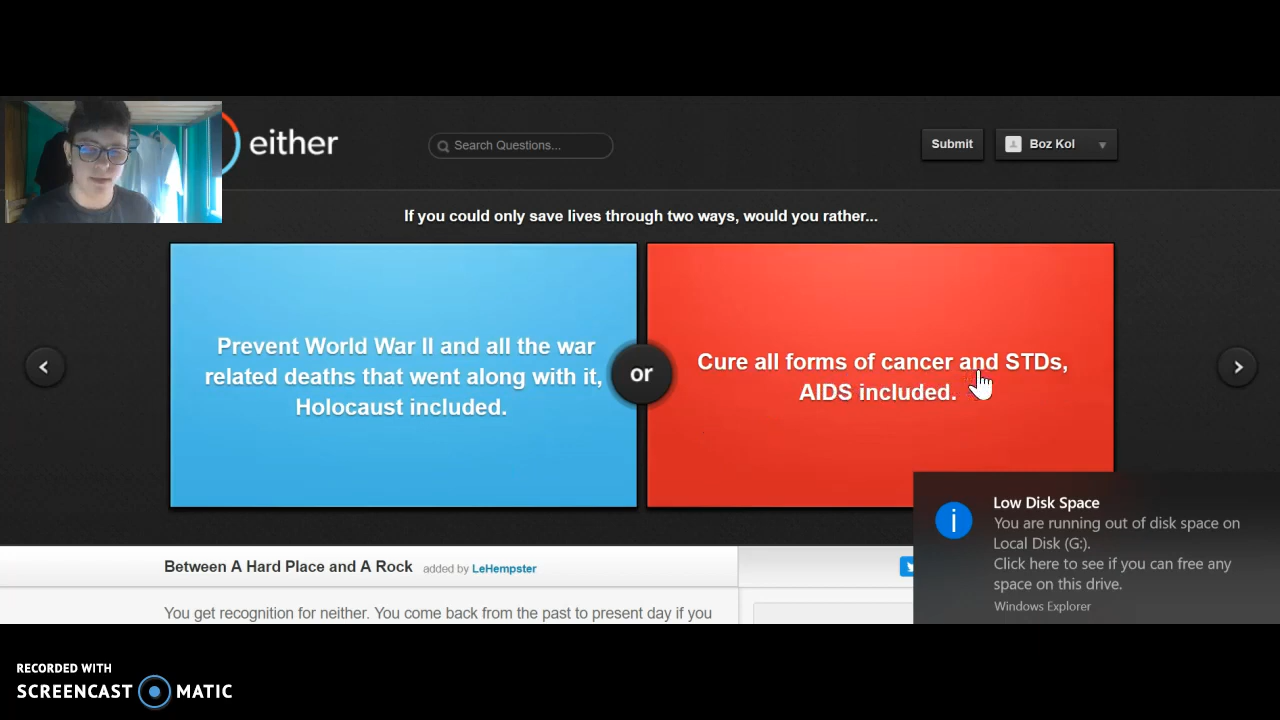 either
Search Questions...
Submit
Boz Kol
If you could only save lives through two ways, would you rather...
Prevent World War II and all the war
related deaths that went along with it,
Holocaust included.
or
Cure all forms of cancer and STDs,
AIDS included.
Low Disk Space
You are running out of disk space on
Local Disk (G:).
Click here to see if you can free any
space on this drive.
Windows Explorer
Between A Hard Place and A Rock added by LeHempster
You get recognition for neither. You come back from the past to present day if you
RECORDED WITH
SCREENCAST MATIC